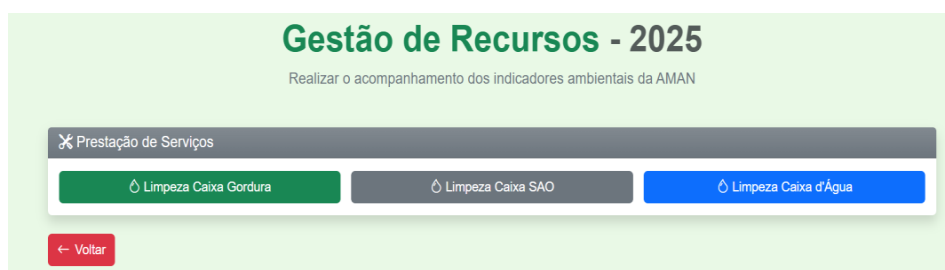 Gestão de Recursos - 2025
Realizar o acompanhamento dos indicadores ambientais da AMAN
Prestação de Serviços
Limpeza Caixa Gordura
Limpeza Caixa SAO
Limpeza Caixa d'Água
← Voltar